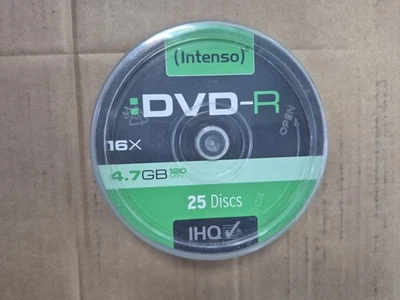 (Intenso)
DVD-R
OPEN
16X
4.7GB 120 MIN
25 Discs
IHQ